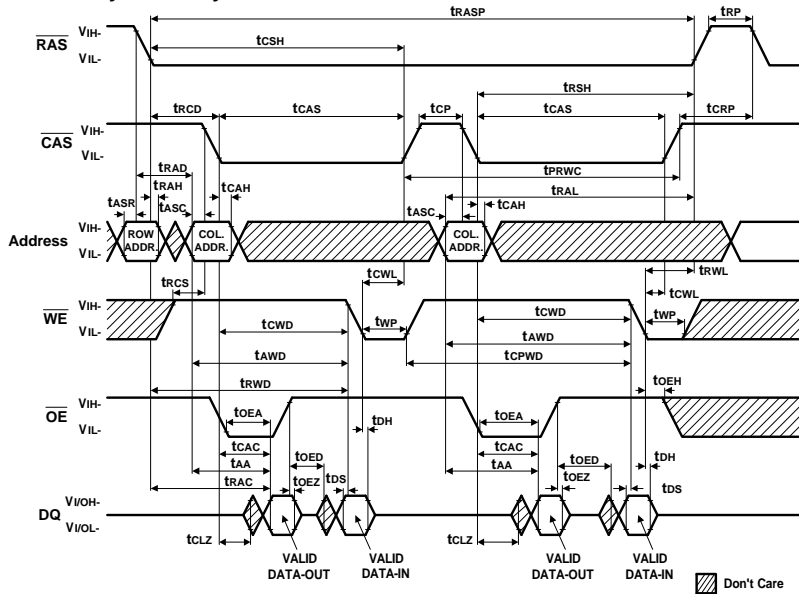 tRASP
tRP
RAS
VIH-
VIL-
tCSH
tRSH
tRCD
tCAS
tCP
tCAS
tCRP
CAS
VIH-
VIL-
tRAD
tPRWC
tASR
tRAH
tASC
tCAH
tRAL
tASC
tCAH
Address
VIH-
VIL-
ROW
ADDR.
COL.
ADDR.
COL.
ADDR.
tRWL
tRCS
tCWL
tCWL
WE
VIH-
VIL-
tCWD
tWP
tCWD
tWP
tAWD
tAWD
tCPWD
tRWD
tOEH
OE
VIH-
VIL-
tOEA
tDH
tOEA
tCAC
tOED
tCAC
tOED
tDH
tAA
tAA
tRAC
tOEZ
tDS
tOEZ
tDS
DQ
VI/OH-
VI/OL-
tCLZ
tCLZ
VALID
DATA-OUT
VALID
DATA-IN
VALID
DATA-OUT
VALID
DATA-IN
Don't Care